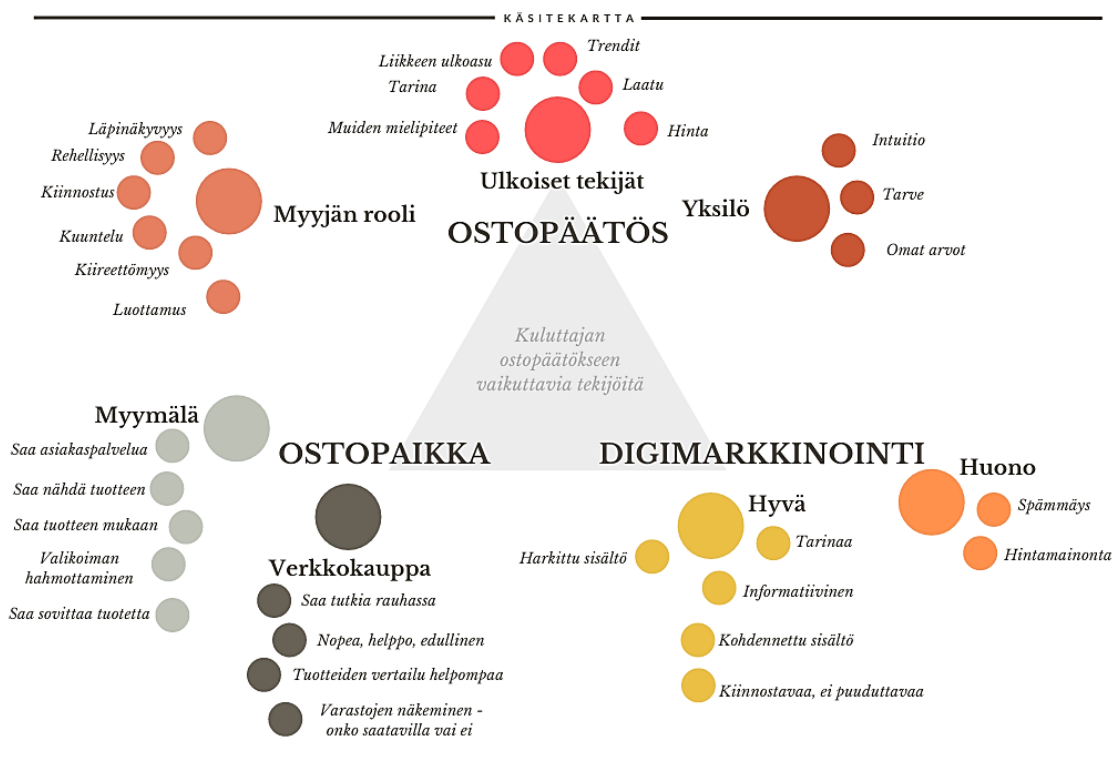 KÄSITEKARTTA
Liikkeen ulkoasu
Trendit
Tarina
Laatu
Muiden mielipiteet
Hinta
Ulkoiset tekijät
Läpinäkyvyys
Rehellisyys
Kiinnostus
Kuuntelu
Kiireettömyys
Luottamus
Myyjän rooli
OSTOPÄÄTÖS
Yksilö
Intuitio
Tarve
Omat arvot
Kuluttajan
ostopäätökseen
vaikuttavia tekijöitä
Myymälä
Saa asiakaspalvelua
Saa nähdä tuotteen
Saa tuotteen mukaan
Valikoiman
hahmottaminen
Saa sovittaa tuotetta
OSTOPAIKKA
Verkkokauppa
Saa tutkia rauhassa
Nopea, helppo, edullinen
Tuotteiden vertailu helpompaa
Varastojen näkeminen -
onko saatavilla vai ei
DIGIMARKKINOINTI
Hyvä
Harkittu sisältö
Tarinaa
Informatiivinen
Kohdennettu sisältö
Kiinnostavaa, ei puuduttavaa
Huono
Spämmäys
Hintamainonta